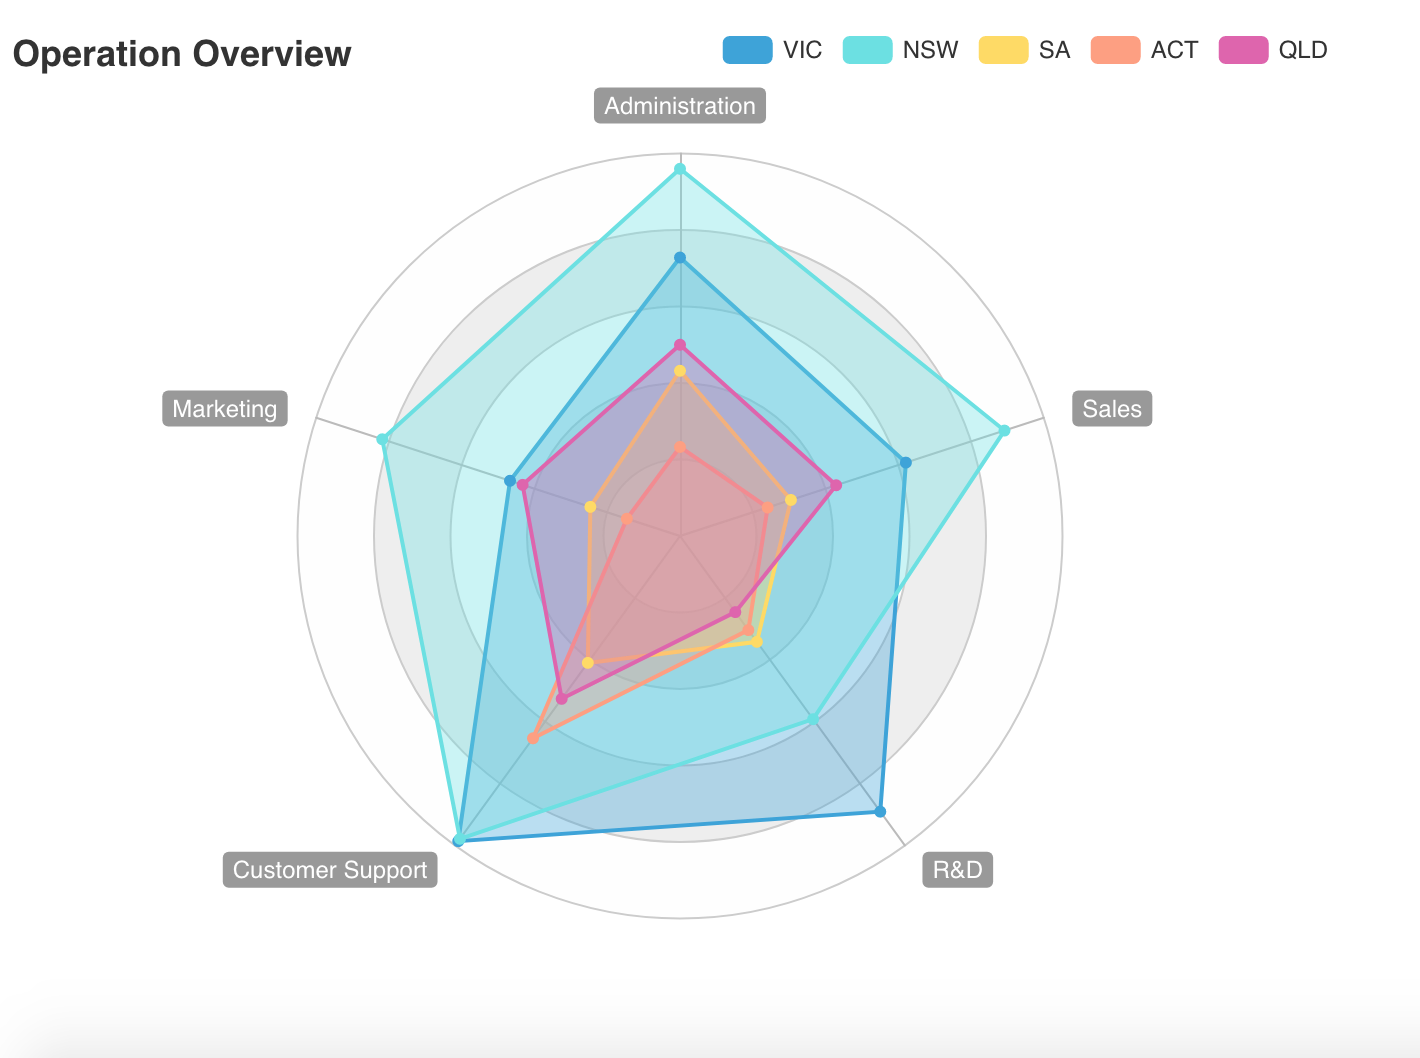 Operation Overview
VIC NSW SA ACT QLD
Administration
Marketing
Sales
Customer Support
R&D